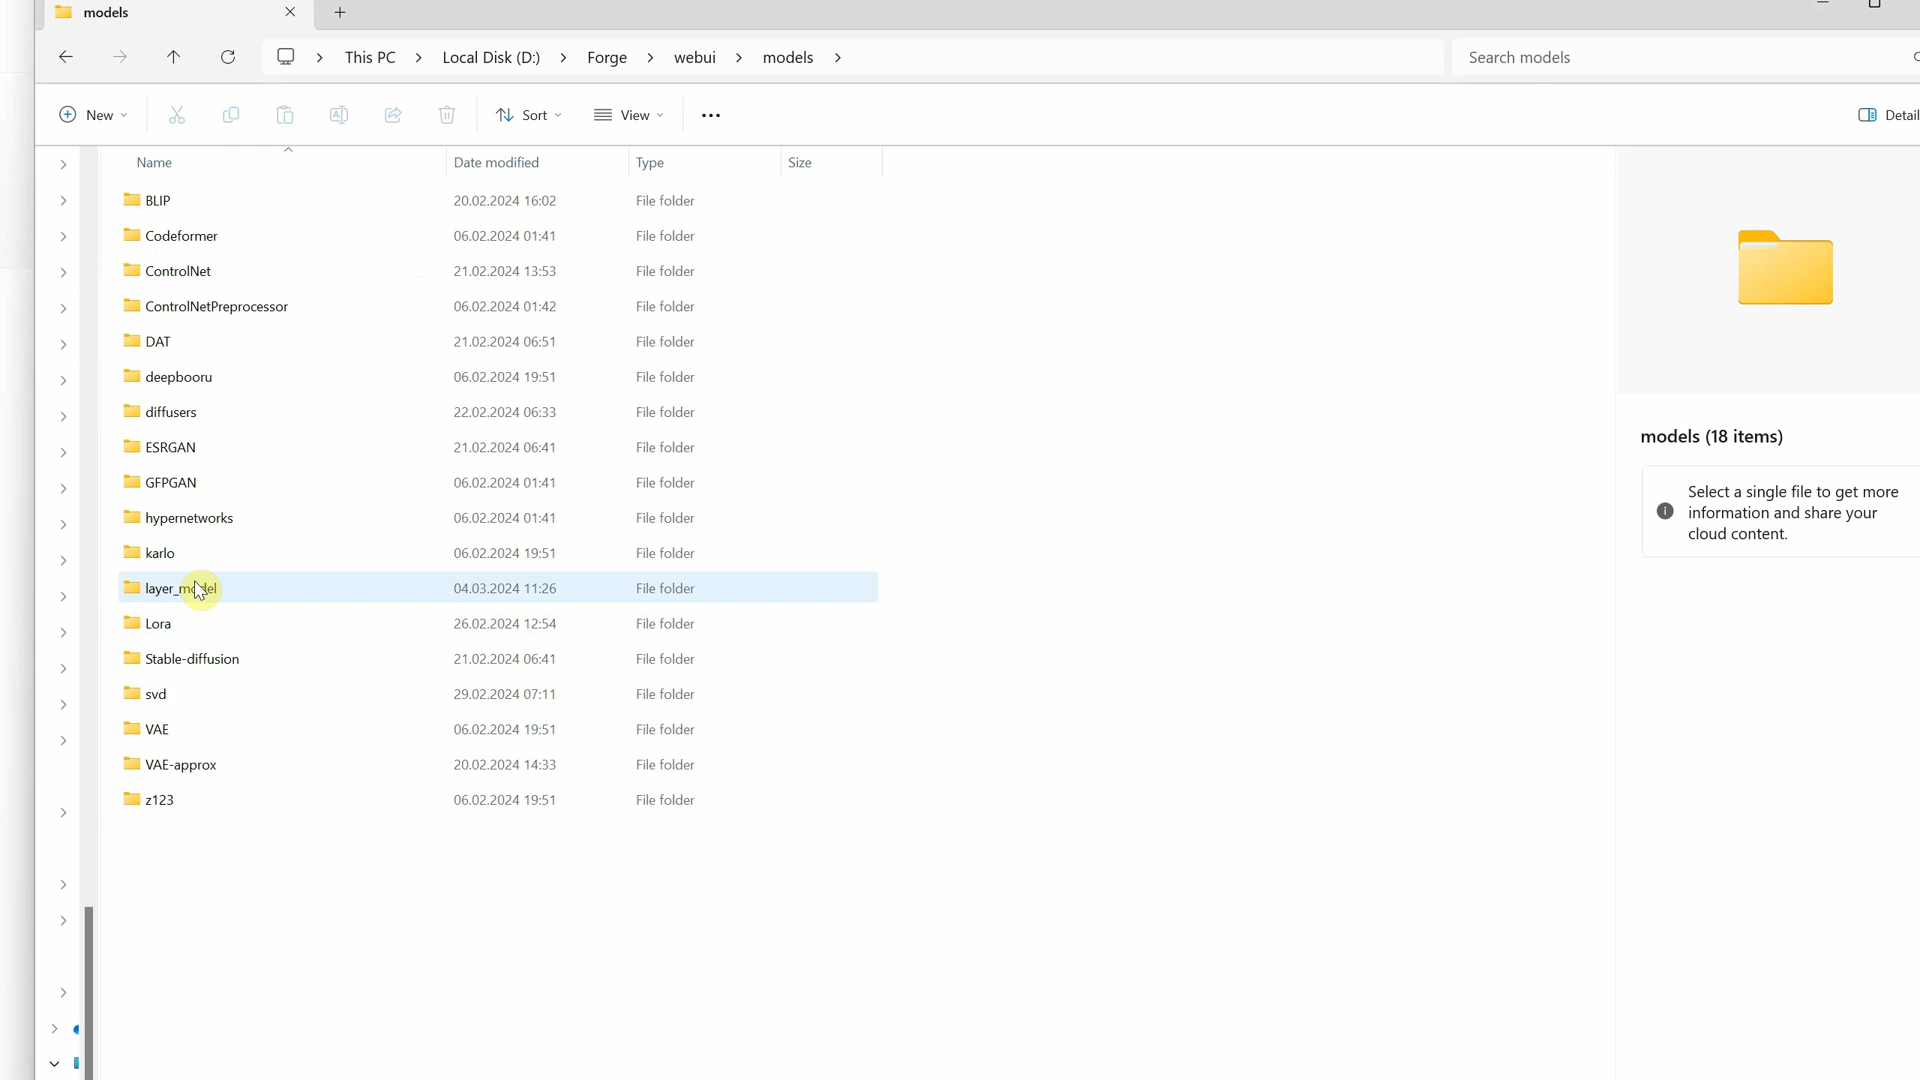 models
This PC > Local Disk (D:) > Forge > webui > models >
Search models
New
Sort
View
Name Date modified Type Size
BLIP 20.02.2024 16:02 File folder
Codeformer 06.02.2024 01:41 File folder
ControlNet 21.02.2024 13:53 File folder
ControlNetPreprocessor 06.02.2024 01:42 File folder
DAT 21.02.2024 06:51 File folder
deepbooru 06.02.2024 19:51 File folder
diffusers 22.02.2024 06:33 File folder
ESRGAN 21.02.2024 06:41 File folder
GFPGAN 06.02.2024 01:41 File folder
hypernetworks 06.02.2024 01:41 File folder
karlo 06.02.2024 19:51 File folder
layer_model 04.03.2024 11:26 File folder
Lora 26.02.2024 12:54 File folder
Stable-diffusion 21.02.2024 06:41 File folder
svd 29.02.2024 07:11 File folder
VAE 06.02.2024 19:51 File folder
VAE-approx 20.02.2024 14:33 File folder
z123 06.02.2024 19:51 File folder
Detail
models (18 items)
Select a single file to get more
information and share your
cloud content.